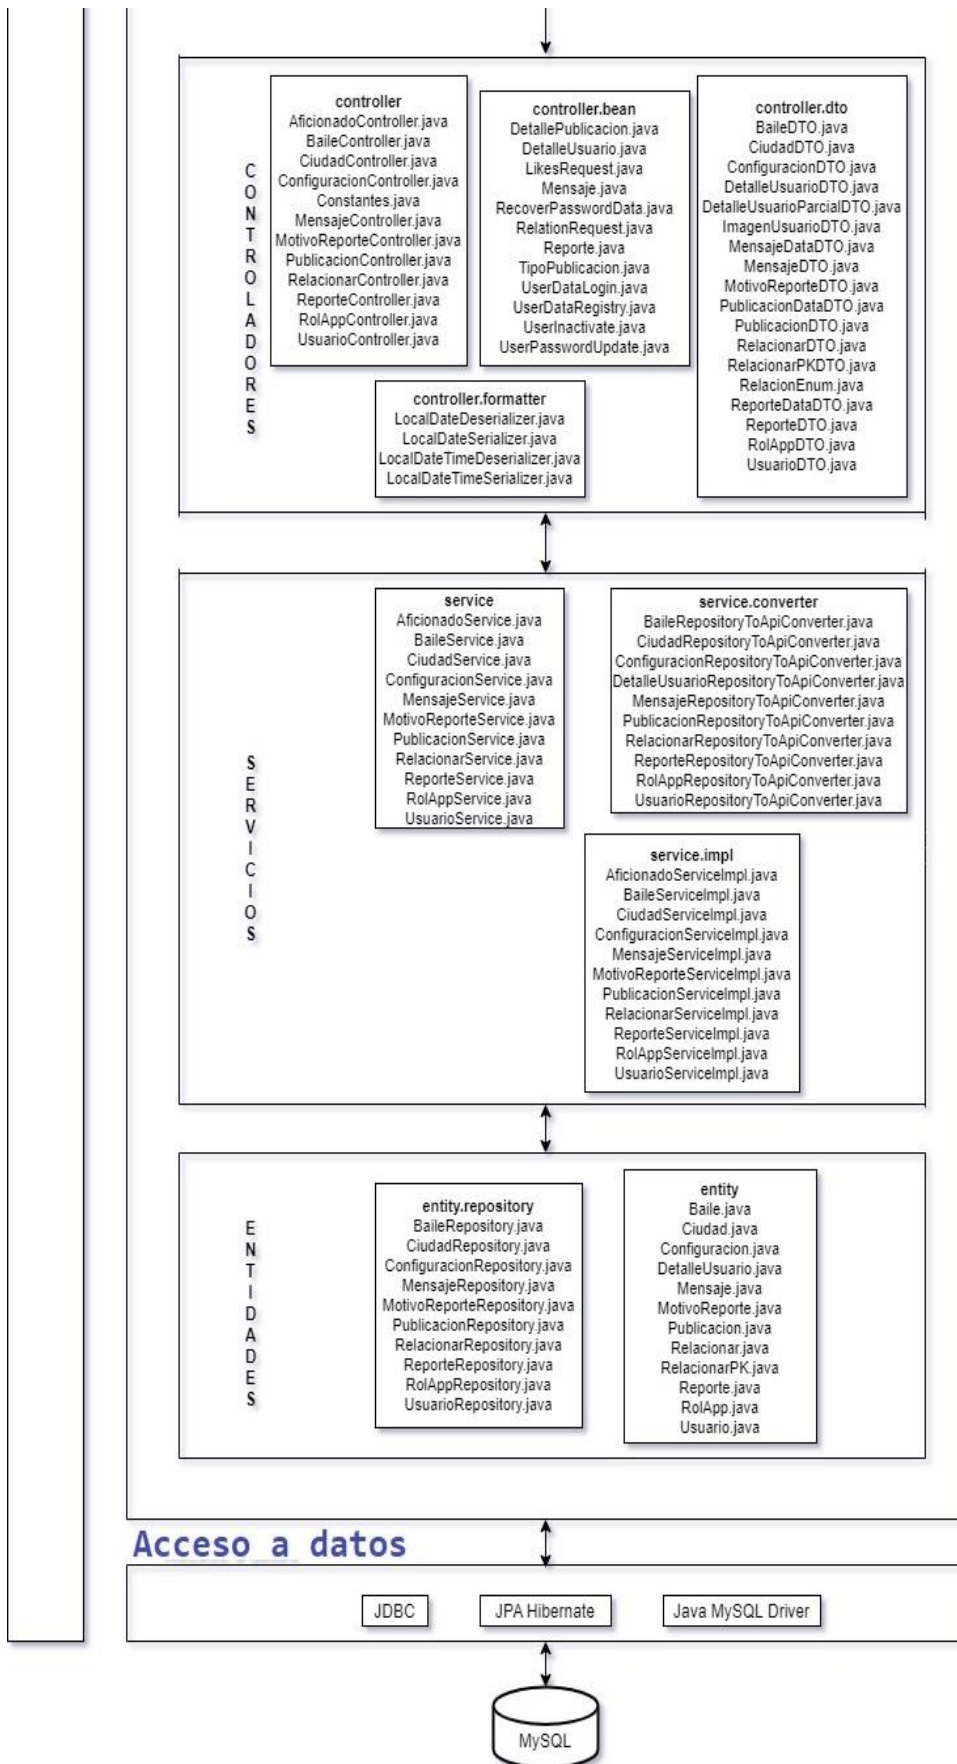 CONTROLADORES
controller
AficionadoController.java
BaileController.java
CiudadController.java
ConfiguracionController.java
Constantes.java
MensajeController.java
MotivoReporteController.java
PublicacionController.java
RelacionarController.java
ReporteController.java
RolAppController.java
UsuarioController.java
controller.bean
DetallePublicacion.java
DetalleUsuario.java
LikesRequest.java
Mensaje.java
RecoverPasswordData.java
RelationRequest.java
Reporte.java
TipoPublicacion.java
UserDataLogin.java
UserDataRegistry.java
UserInactivate.java
UserPasswordUpdate.java
controller.dto
BaileDTO.java
CiudadDTO.java
ConfiguracionDTO.java
DetalleUsuarioDTO.java
DetalleUsuarioParcialDTO.java
ImagenUsuarioDTO.java
MensajeDataDTO.java
MensajeDTO.java
MotivoReporteDTO.java
PublicacionDataDTO.java
PublicacionDTO.java
RelacionarDTO.java
RelacionarPKDTO.java
RelacionEnum.java
ReporteDataDTO.java
ReporteDTO.java
RolAppDTO.java
UsuarioDTO.java
controller.formatter
LocalDateDeserializer.java
LocalDateSerializer.java
LocalDateTimeDeserializer.java
LocalDateTimeSerializer.java
SERVICIOS
service
AficionadoService.java
BaileService.java
CiudadService.java
ConfiguracionService.java
MensajeService.java
MotivoReporteService.java
PublicacionService.java
RelacionarService.java
ReporteService.java
RolAppService.java
UsuarioService.java
service.converter
BaileRepositoryToApiConverter.java
CiudadRepositoryToApiConverter.java
ConfiguracionRepositoryToApiConverter.java
DetalleUsuarioRepositoryToApiConverter.java
MensajeRepositoryToApiConverter.java
PublicacionRepositoryToApiConverter.java
RelacionarRepositoryToApiConverter.java
ReporteRepositoryToApiConverter.java
RolAppRepositoryToApiConverter.java
UsuarioRepositoryToApiConverter.java
service.impl
AficionadoServiceImpl.java
BaileServiceImpl.java
CiudadServiceImpl.java
ConfiguracionServiceImpl.java
MensajeServiceImpl.java
MotivoReporteServiceImpl.java
PublicacionServiceImpl.java
RelacionarServiceImpl.java
ReporteServiceImpl.java
RolAppServiceImpl.java
UsuarioServiceImpl.java
ENTIDADES
entity.repository
BaileRepository.java
CiudadRepository.java
ConfiguracionRepository.java
MensajeRepository.java
MotivoReporteRepository.java
PublicacionRepository.java
RelacionarRepository.java
ReporteRepository.java
RolAppRepository.java
UsuarioRepository.java
entity
Baile.java
Ciudad.java
Configuracion.java
DetalleUsuario.java
Mensaje.java
MotivoReporte.java
Publicacion.java
Relacionar.java
RelacionarPK.java
Reporte.java
RolApp.java
Usuario.java
Acceso a datos
JDBC
JPA Hibernate
Java MySQL Driver
MySQL